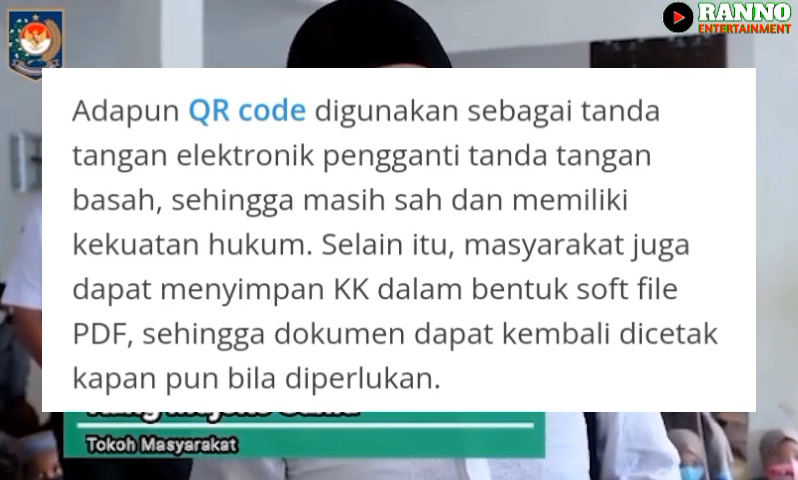 RANNO
ENTERTAINMENT
Adapun QR code digunakan sebagai tanda
tangan elektronik pengganti tanda tangan
basah, sehingga masih sah dan memiliki
kekuatan hukum. Selain itu, masyarakat juga
dapat menyimpan KK dalam bentuk soft file
PDF, sehingga dokumen dapat kembali dicetak
kapan pun bila diperlukan.
Tokoh Masyarakat